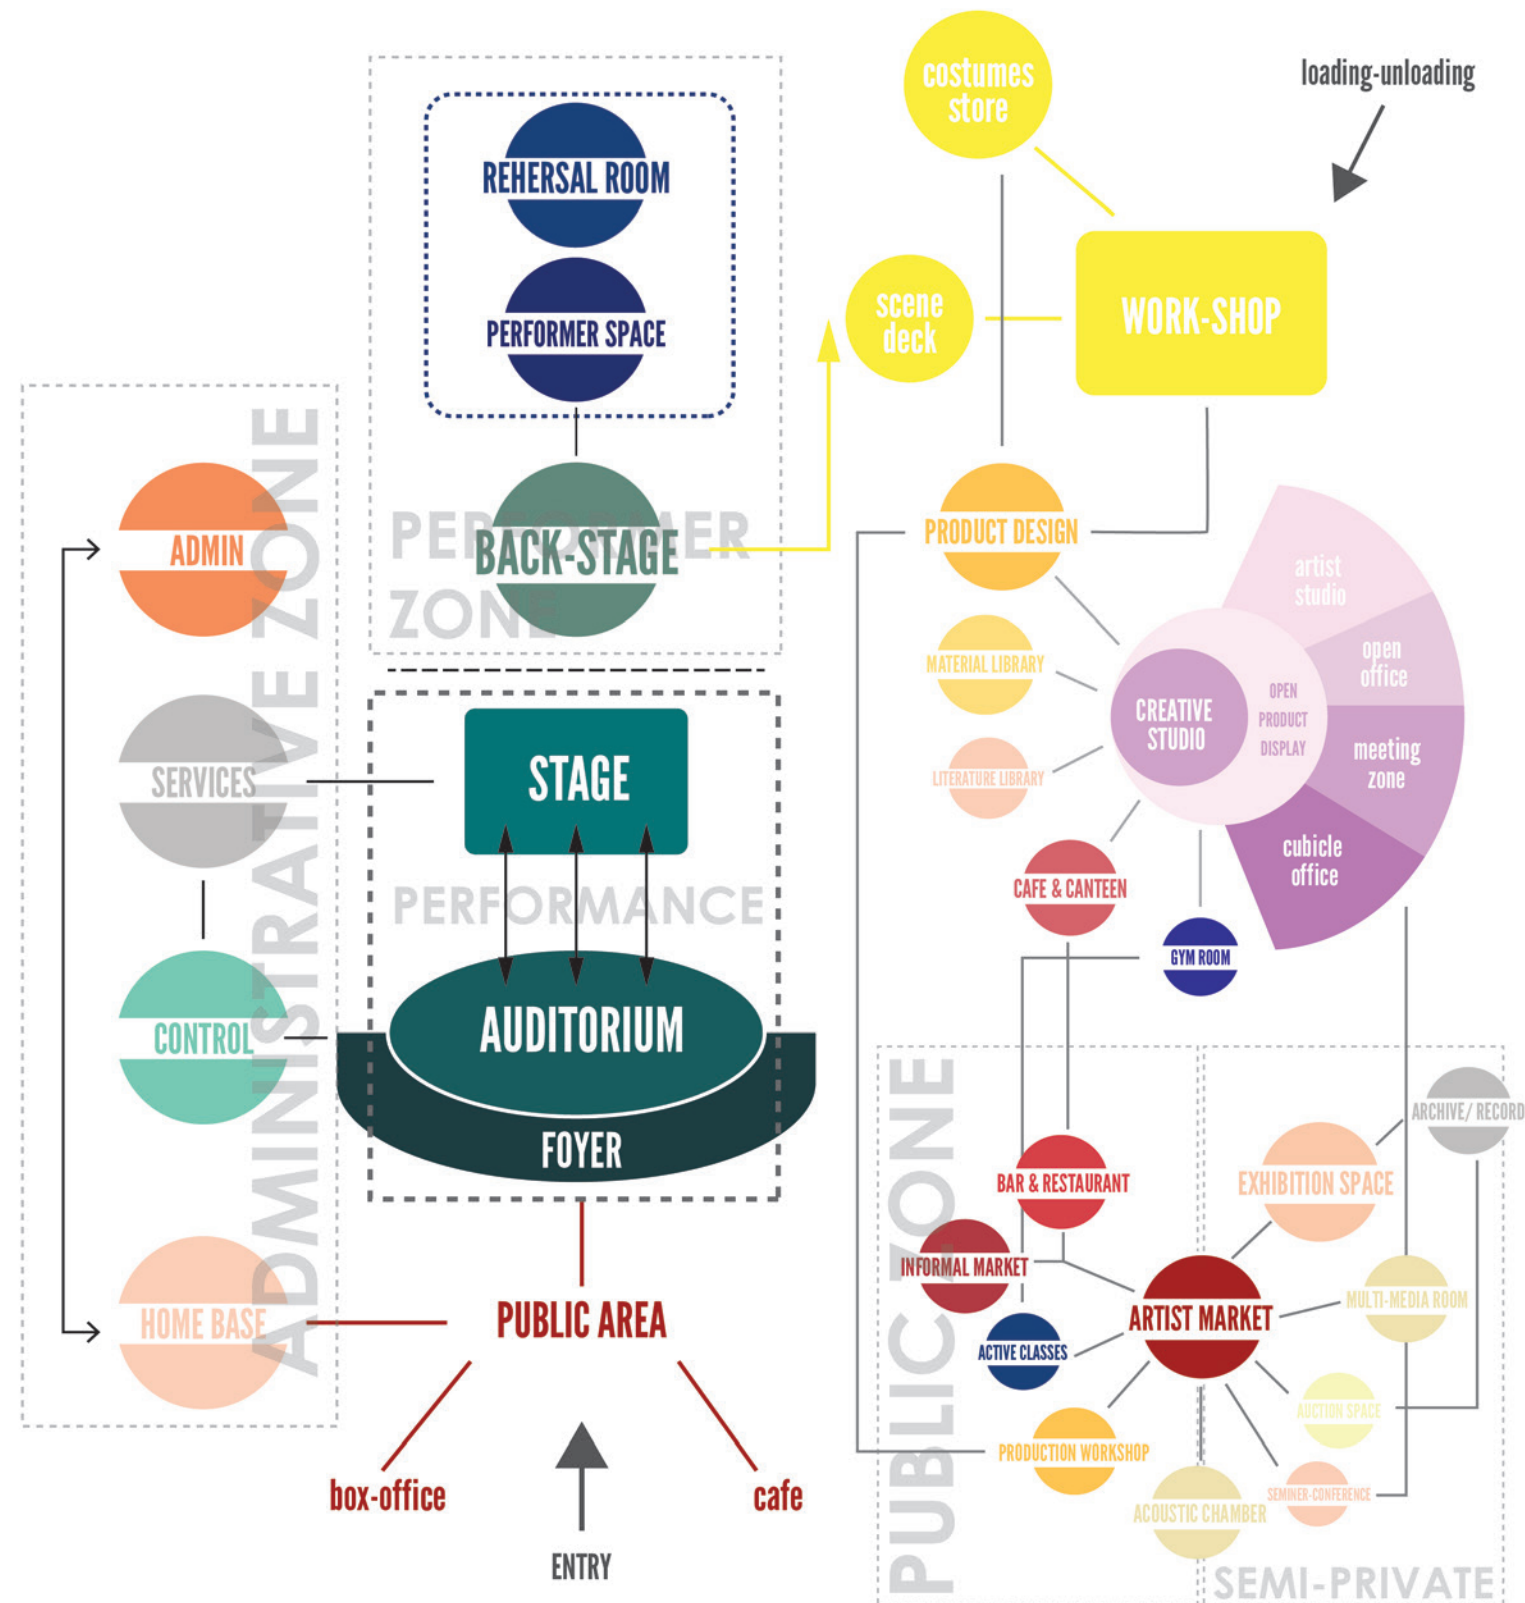 costumes
store
loading-unloading
REHERSAL ROOM
PERFORMER SPACE
scene
deck
WORK-SHOP
ADMINISTRATIVE ZONE
ADMIN
PERFORMER
ZONE
BACK-STAGE
PRODUCT DESIGN
artist
studio
MATERIAL LIBRARY
open
office
CREATIVE
STUDIO
OPEN
PRODUCT
DISPLAY
meeting
zone
LITERATURE LIBRARY
SERVICES
STAGE
cubicle
office
CAFE & CANTEEN
PERFORMANCE
GYM ROOM
CONTROL
AUDITORIUM
FOYER
PUBLIC ZONE
ARCHIVE/ RECORD
BAR & RESTAURANT
EXHIBITION SPACE
INFORMAL MARKET
MULTI-MEDIA ROOM
ARTIST MARKET
HOME BASE
PUBLIC AREA
ACTIVE CLASSES
AUCTION SPACE
PRODUCTION WORKSHOP
box-office
cafe
SEMINER-CONFERENCE
ACOUSTIC CHAMBER
ENTRY
SEMI-PRIVATE